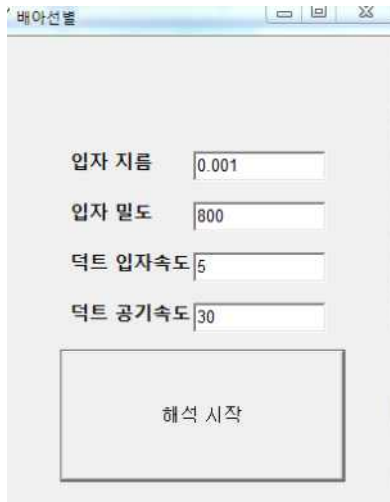 배아선별
입자 지름 0.001
입자 밀도 800
덕트 입자속도 5
덕트 공기속도 30
해석 시작